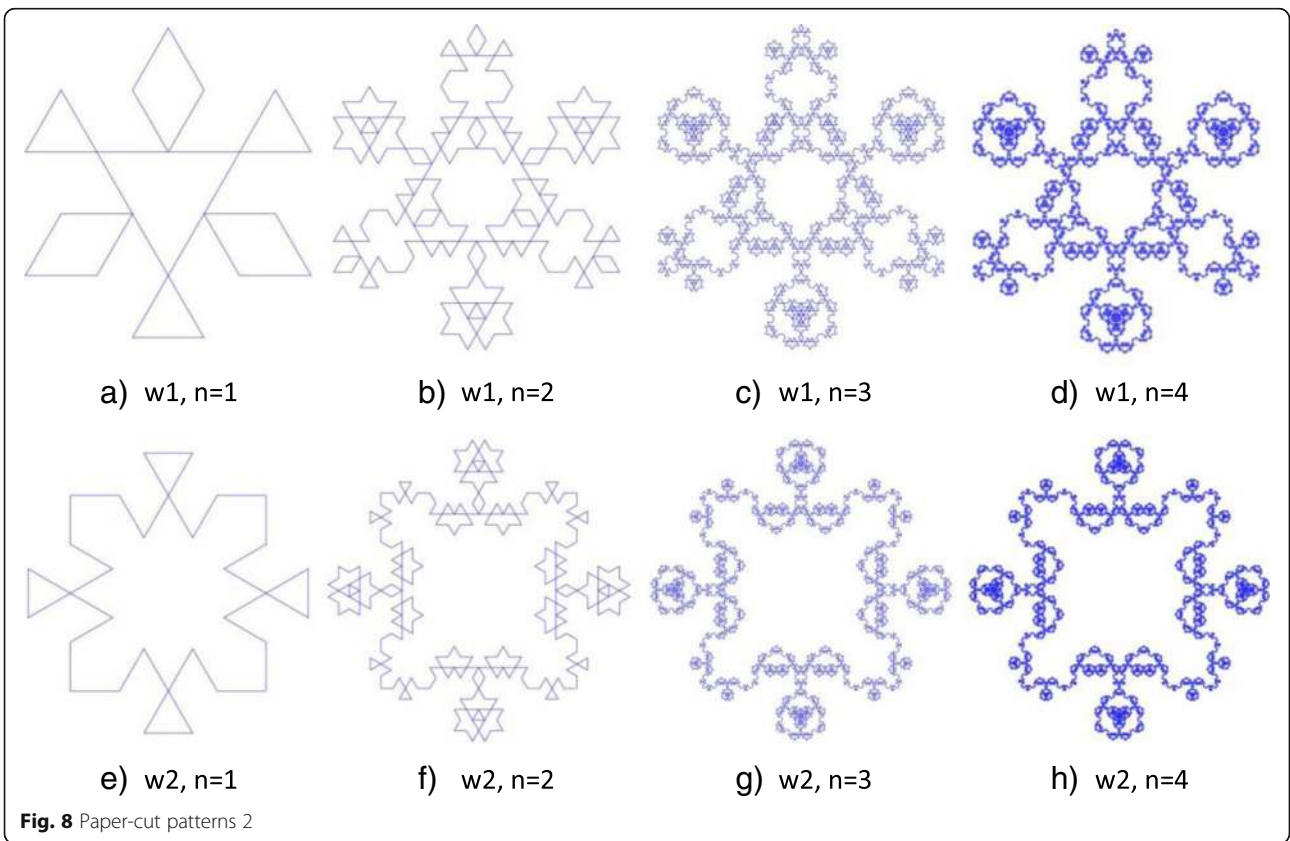 a) w1, n=1
b) w1, n=2
c) w1, n=3
d) w1, n=4
e) w2, n=1
f) w2, n=2
g) w2, n=3
h) w2, n=4
Fig. 8 Paper-cut patterns 2